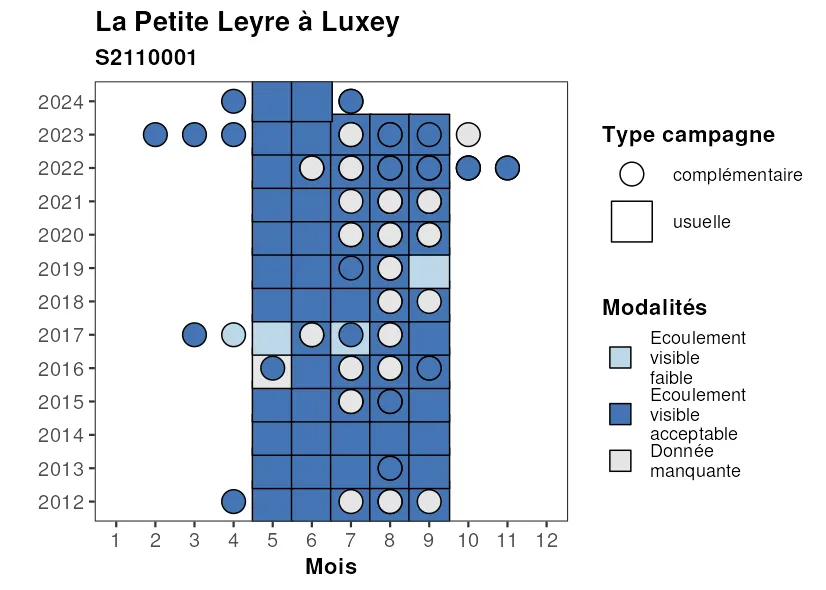 La Petite Leyre à Luxey
S2110001
2024
2023
2022
2021
2020
2019
2018
2017
2016
2015
2014
2013
2012
1 2 3 4 5 6 7 8 9 10 11 12
Mois
Type campagne
complémentaire
usuelle
Modalités
Ecoulement
visible
faible
Ecoulement
visible
acceptable
Donnée
manquante